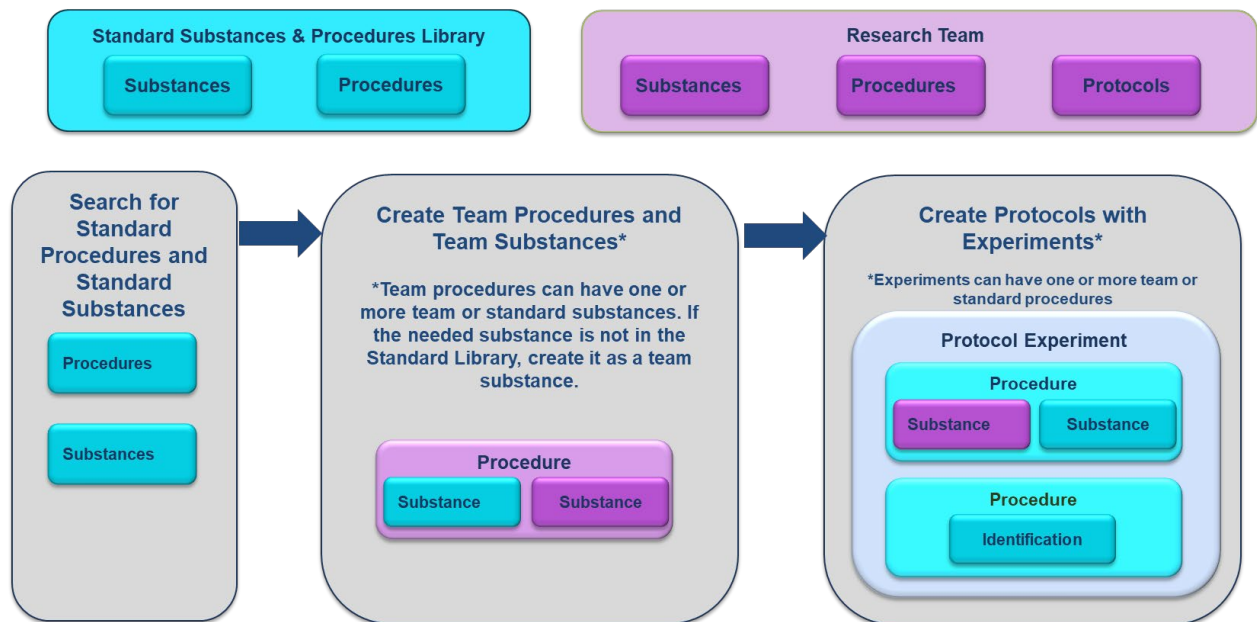 Standard Substances & Procedures Library
Substances
Procedures
Research Team
Substances
Procedures
Protocols
Search for
Standard
Procedures and
Standard
Substances
Procedures
Substances
Create Team Procedures and
Team Substances*
*Team procedures can have one or
more team or standard substances. If
the needed substance is not in the
Standard Library, create it as a team
substance.
Procedure
Substance
Substance
Create Protocols with
Experiments*
*Experiments can have one or more team or
standard procedures
Protocol Experiment
Procedure
Substance
Substance
Procedure
Identification